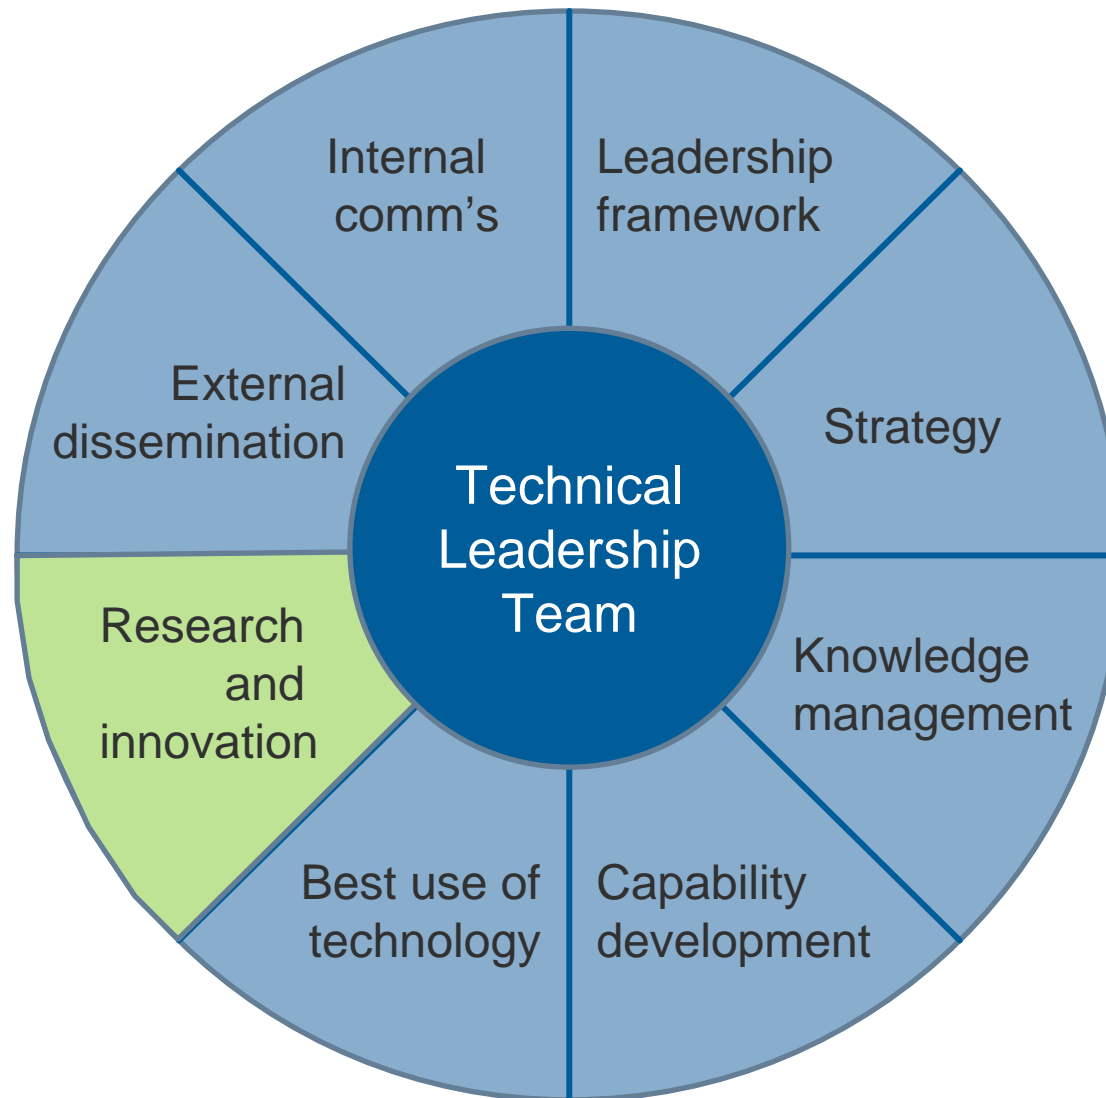 Internal
comm’s
Leadership
framework
Strategy
Knowledge
management
Capability
development
Best use of
technology
Research
and
innovation
External
dissemination
Technical
Leadership
Team